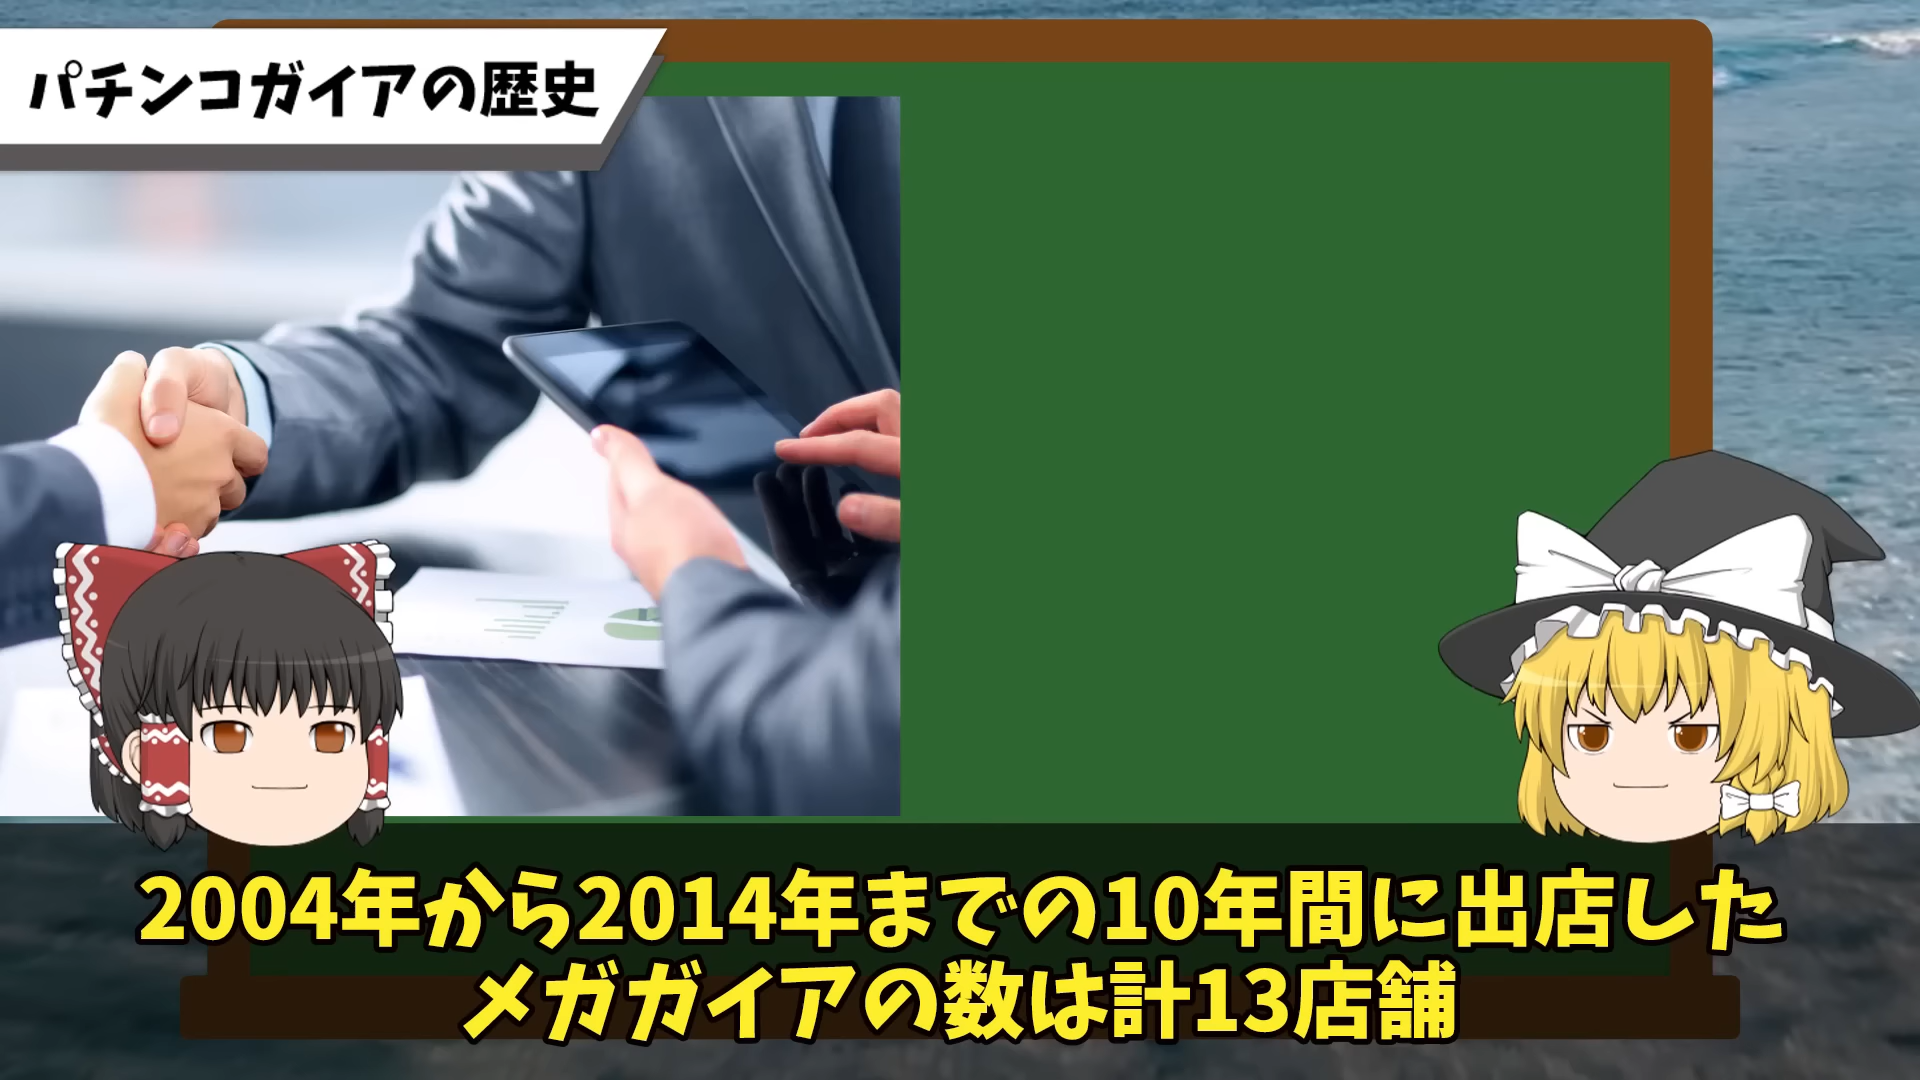 パチンコガイアの歴史
2004年から2014年までの10年間に出店した
メガガイアの数は計13店舗